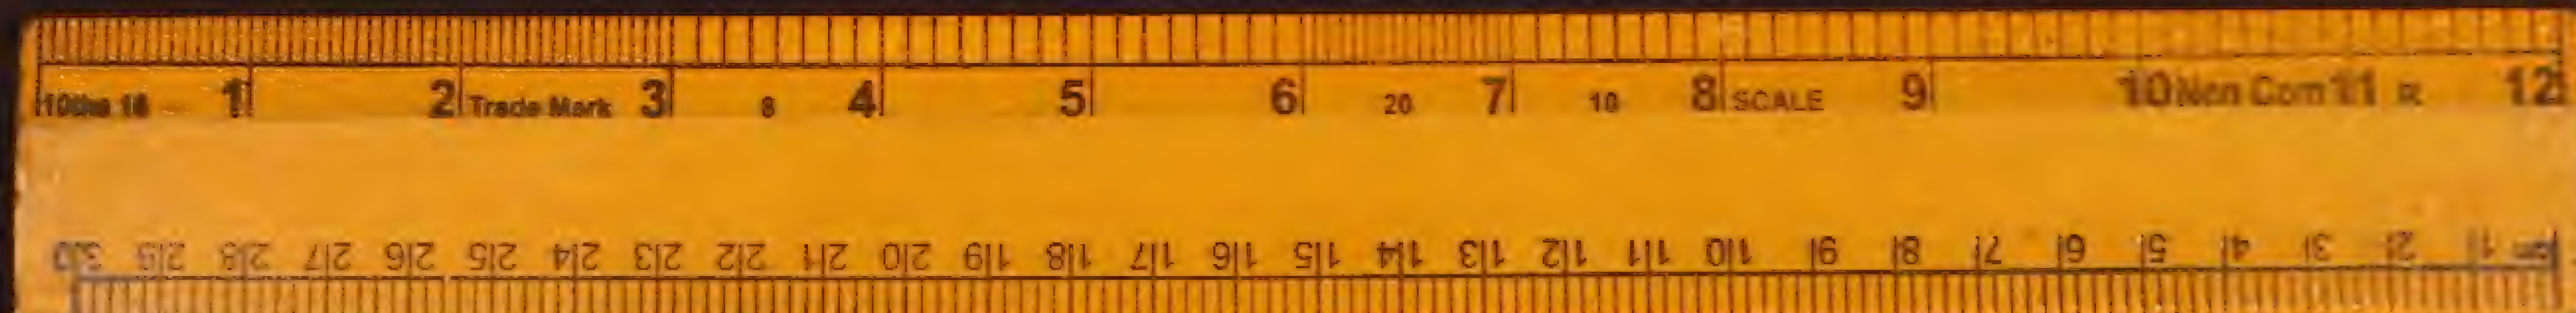 10ths 16 1 2 Trade Mark 3 8 4 5 6 20 7 10 8 SCALE 9 10 Non Com 11 R 12
cm 1 2 3 4 5 6 7 8 9 10 11 12 13 14 15 16 17 18 19 20 21 22 23 24 25 26 27 28 29 30